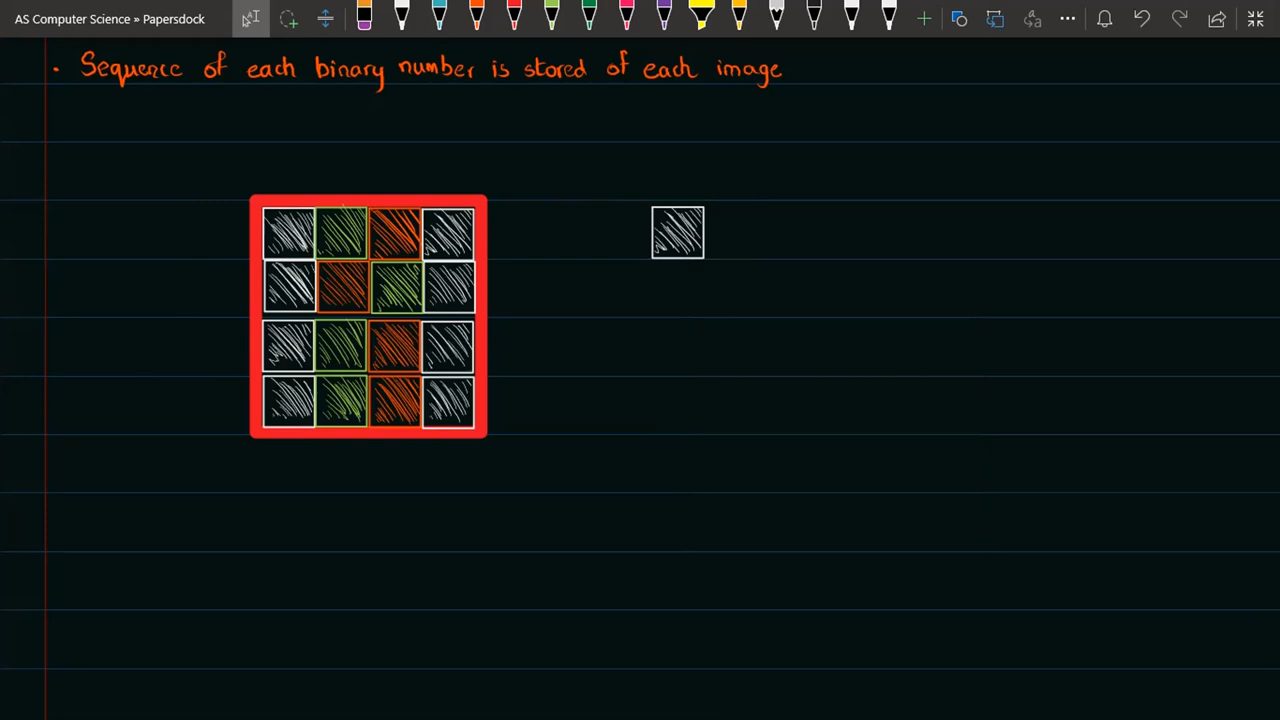 AS Computer Science » Papersdock
· Sequence of each binary number is stored of each image